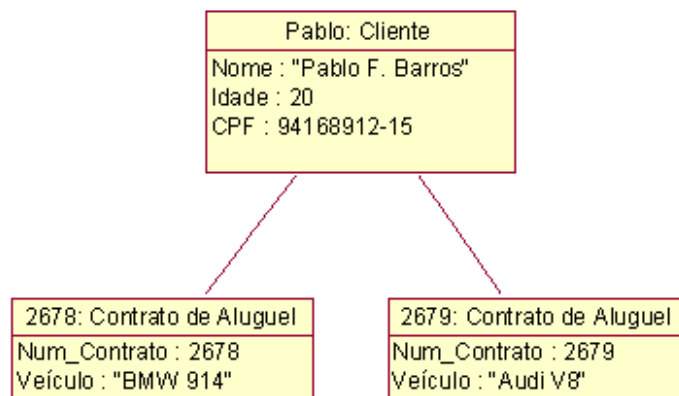 Pablo: Cliente
Nome : "Pablo F. Barros"
Idade : 20
CPF : 94168912-15
2678: Contrato de Aluguel
Num_Contrato : 2678
Veículo : "BMW 914"
2679: Contrato de Aluguel
Num_Contrato : 2679
Veículo : "Audi V8"